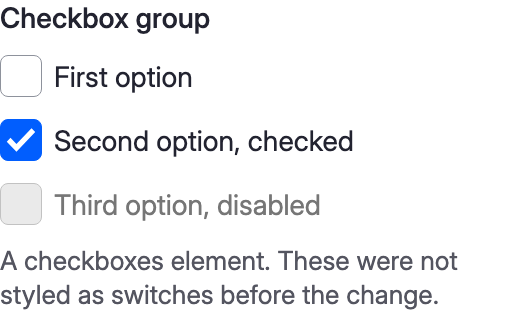 Checkbox group
First option
Second option, checked
Third option, disabled
A checkboxes element. These were not
styled as switches before the change.